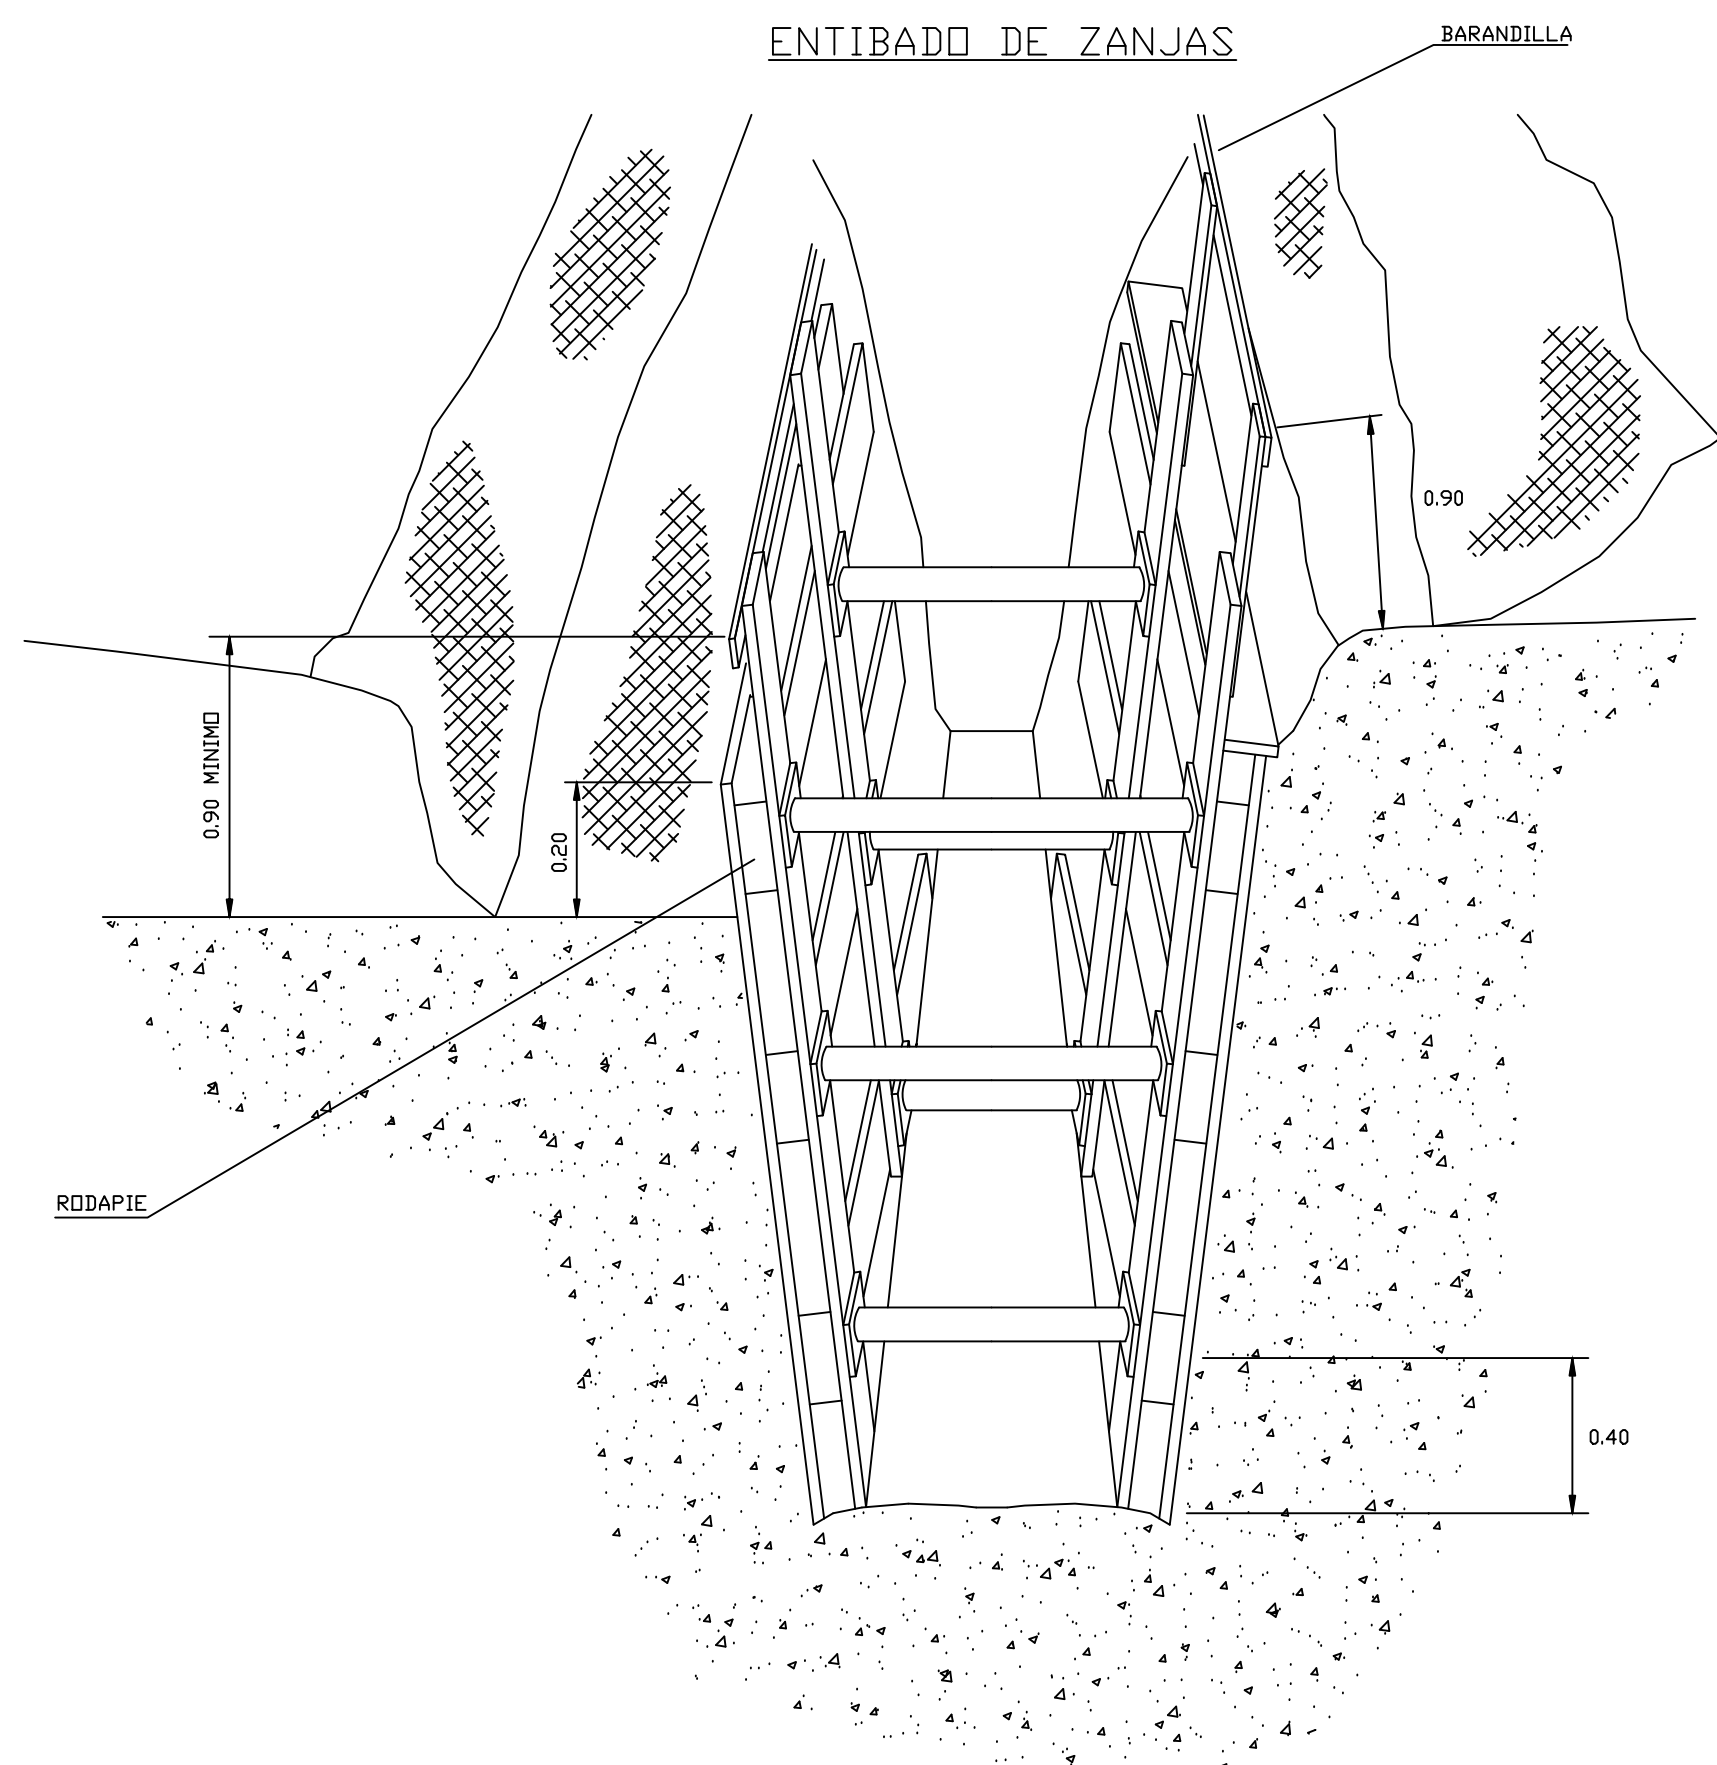 ENTIBADO DE ZANJAS
BARANDILLA
0.90
0.90 MINIMO
0.20
RODAPIE
0.40